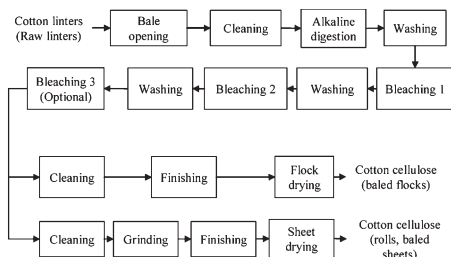 Cotton linters
(Raw linters)
Bale
opening
Cleaning
Alkaline
digestion
Washing
Bleaching 3
(Optional)
Washing
Bleaching 2
Washing
Bleaching 1
Cleaning
Finishing
Flock
drying
Cotton cellulose
(baled flocks)
Cleaning
Grinding
Finishing
Sheet
drying
Cotton cellulose
(rolls, baled
sheets)